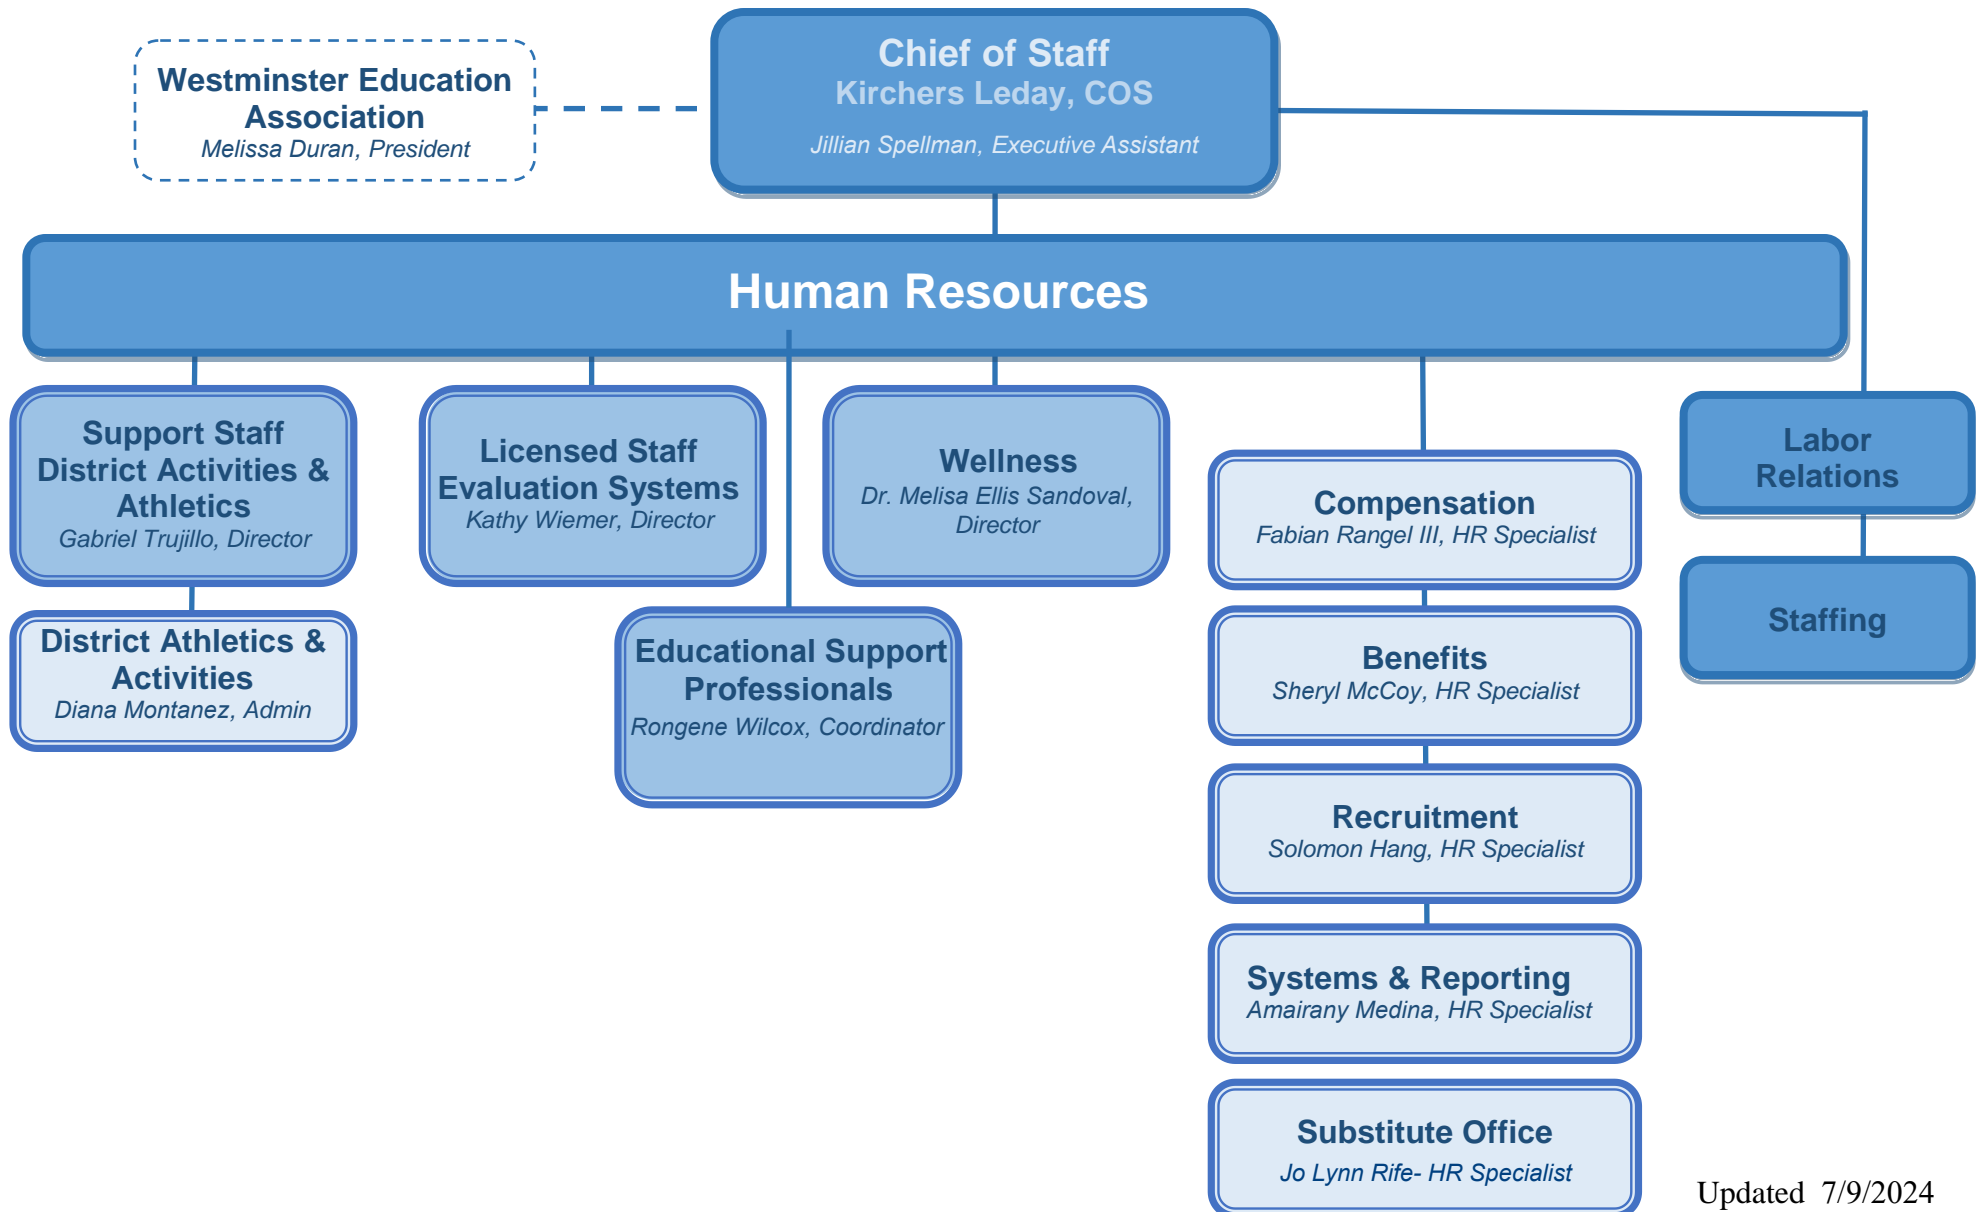 Westminster Education
Association
Melissa Duran, President
Chief of Staff
Kirchers Leday, COS
Jillian Spellman, Executive Assistant
Human Resources
Support Staff
District Activities &
Athletics
Gabriel Trujillo, Director
District Athletics &
Activities
Diana Montanez, Admin
Licensed Staff
Evaluation Systems
Kathy Wiemer, Director
Educational Support
Professionals
Rongene Wilcox, Coordinator
Wellness
Dr. Melisa Ellis Sandoval,
Director
Compensation
Fabian Rangel III, HR Specialist
Benefits
Sheryl McCoy, HR Specialist
Recruitment
Solomon Hang, HR Specialist
Systems & Reporting
Amairany Medina, HR Specialist
Substitute Office
Jo Lynn Rife- HR Specialist
Labor
Relations
Staffing
Updated 7/9/2024